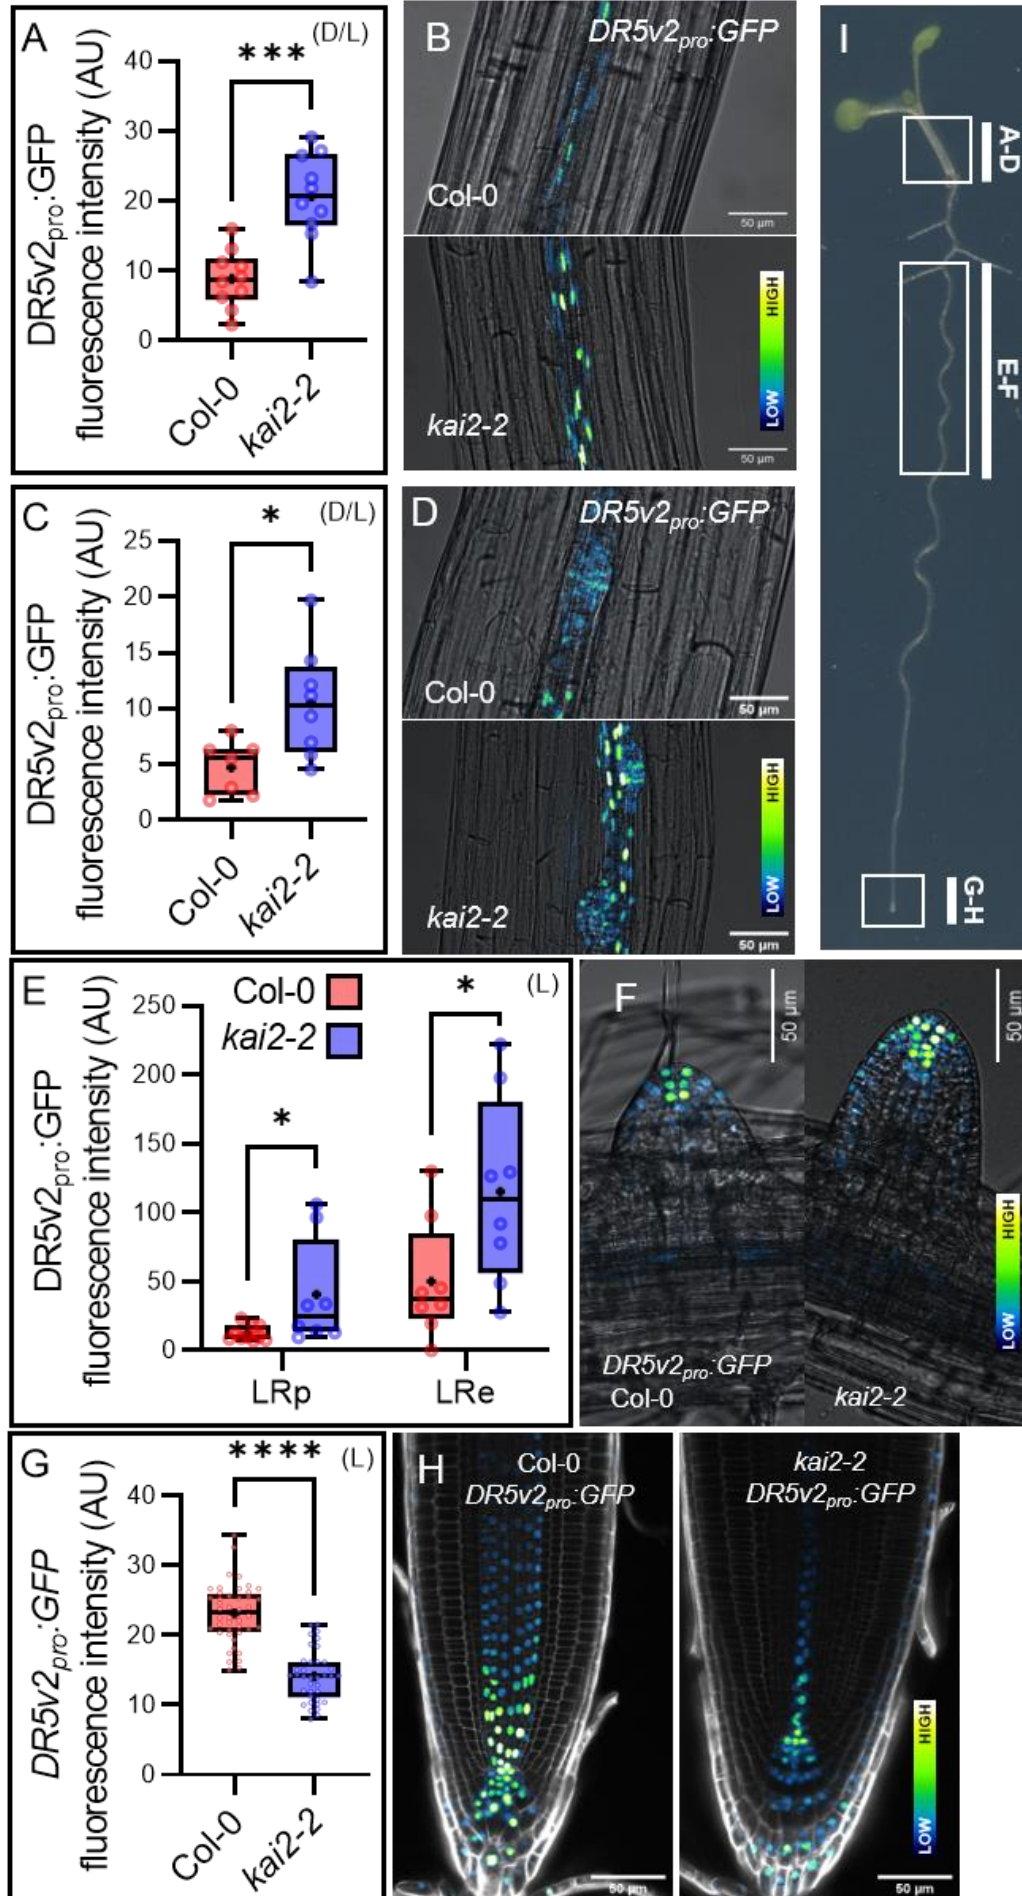 A
(D/L)
***
DR5v2pro:GFP
fluorescence intensity (AU)
40
30
20
10
0
Col-0
kai2-2
B
DR5v2pro:GFP
Col-0
50 µm
kai2-2
HIGH
LOW
50 µm
C
(D/L)
*
DR5v2pro:GFP
fluorescence intensity (AU)
25
20
15
10
5
0
Col-0
kai2-2
D
DR5v2pro:GFP
Col-0
50 µm
kai2-2
HIGH
LOW
50 µm
I
A-D
E-F
G-H
E
(L)
Col-0
kai2-2
*
*
DR5v2pro:GFP
fluorescence intensity (AU)
250
200
150
100
50
0
LRp
LRe
F
50 µm
50 µm
DR5v2pro:GFP
Col-0
kai2-2
HIGH
LOW
G
(L)
****
DR5v2pro:GFP
fluorescence intensity (AU)
40
30
20
10
0
Col-0
kai2-2
H
Col-0
DR5v2pro:GFP
50 µm
kai2-2
DR5v2pro:GFP
HIGH
LOW
50 µm